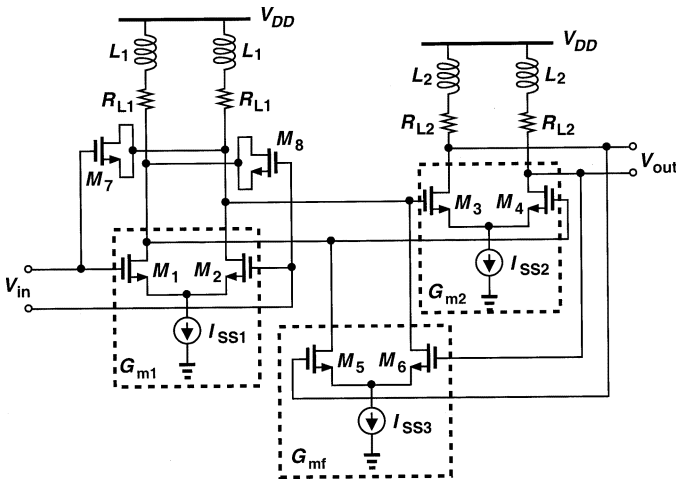 V_DD
L_1 L_1
V_DD
R_L1 R_L1
L_2 L_2
R_L2 R_L2
M_7 M_8
V_out
M_3 M_4
M_1 M_2
V_in
I_SS2
G_m2
I_SS1
G_m1
M_5 M_6
I_SS3
G_mf